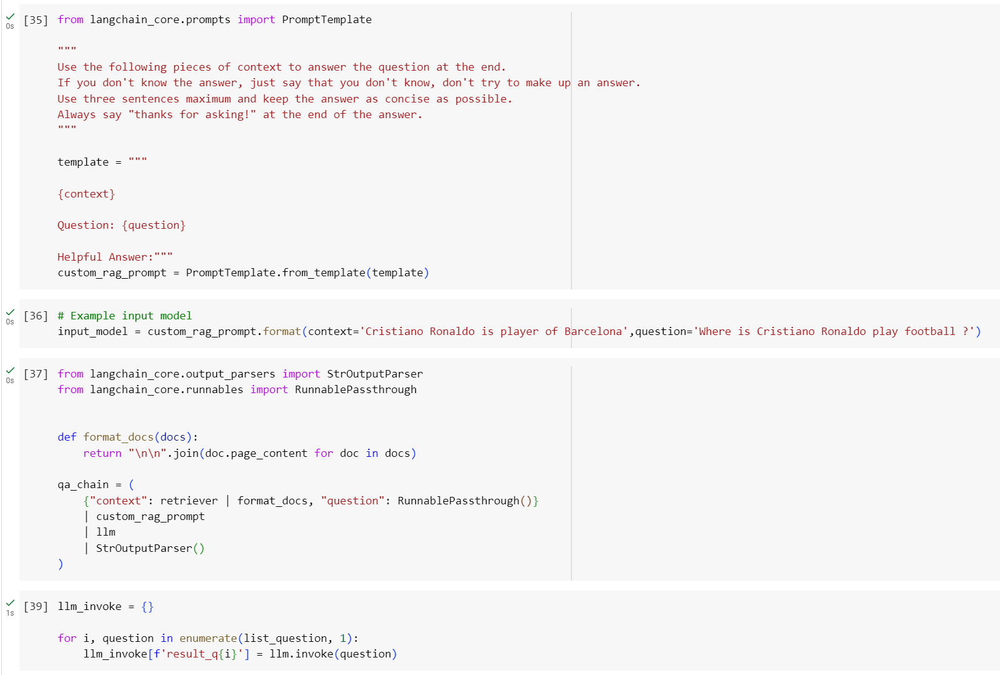 0s
[35] from langchain_core.prompts import PromptTemplate
"""
Use the following pieces of context to answer the question at the end.
If you don't know the answer, just say that you don't know, don't try to make up an answer.
Use three sentences maximum and keep the answer as concise as possible.
Always say "thanks for asking!" at the end of the answer.
"""
template = """
{context}
Question: {question}
Helpful Answer:"""
custom_rag_prompt = PromptTemplate.from_template(template)
0s
[36] # Example input model
input_model = custom_rag_prompt.format(context='Cristiano Ronaldo is player of Barcelona',question='Where is Cristiano Ronaldo play football ?')
0s
[37] from langchain_core.output_parsers import StrOutputParser
from langchain_core.runnables import RunnablePassthrough
def format_docs(docs):
    return "\n\n".join(doc.page_content for doc in docs)
qa_chain = (
    {"context": retriever | format_docs, "question": RunnablePassthrough()}
    | custom_rag_prompt
    | llm
    | StrOutputParser()
)
1s
[39] llm_invoke = {}
for i, question in enumerate(list_question, 1):
    llm_invoke[f'result_q{i}'] = llm.invoke(question)